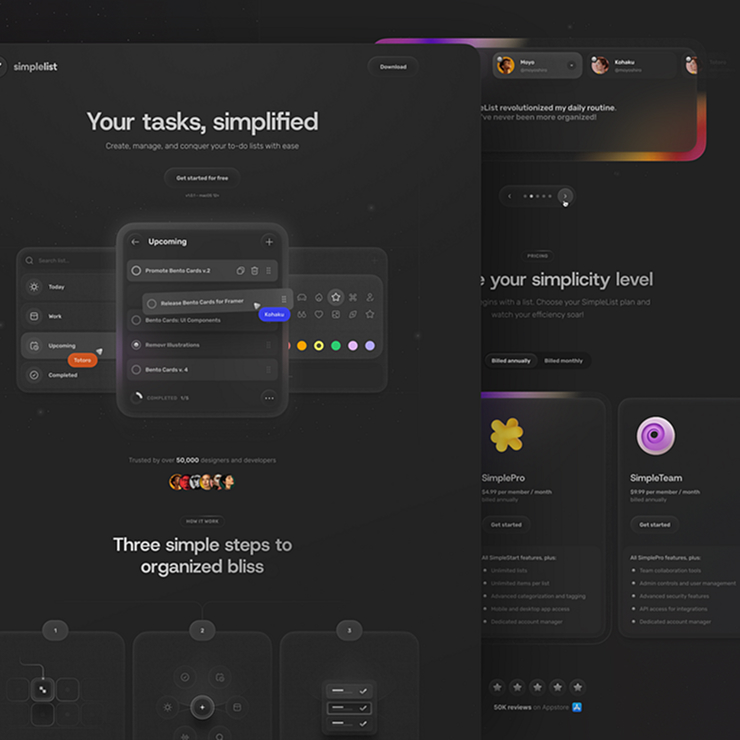 simplelist
Download
Your tasks, simplified
Create, manage, and conquer your to-do lists with ease
Get started for free
Search list...
Today
Work
Upcoming
Totoro
Completed
Upcoming
Promote Bento Cards v.2
Release Bento Cards for Framer
Kohaku
Bento Cards: UI Components
Remove Illustrations
Bento Cards v. 4
COMPLETED 1/5
Trusted by over 50,000 designers and developers
HOW IT WORK
Three simple steps to
organized bliss
1
2
3
Moyo
Kohaku
eList revolutionized my daily routine.
've never been more organized!
PRICING
e your simplicity level
egins with a list. Choose your SimpleList plan and
watch your efficiency soar!
Billed annually
Billed monthly
SimplePro
$4.99 per member / month
billed annually
Get started
All SimpleStart features, plus:
Unlimited lists
Unlimited items per list
Advanced categorization and tagging
Mobile and desktop app access
Dedicated account manager
SimpleTeam
$9.99 per member / month
billed annually
Get started
All SimplePro features, plus:
Team collaboration tools
Admin controls and user management
Advanced security features
API access for integrations
Dedicated account manager
50K reviews on Appstore